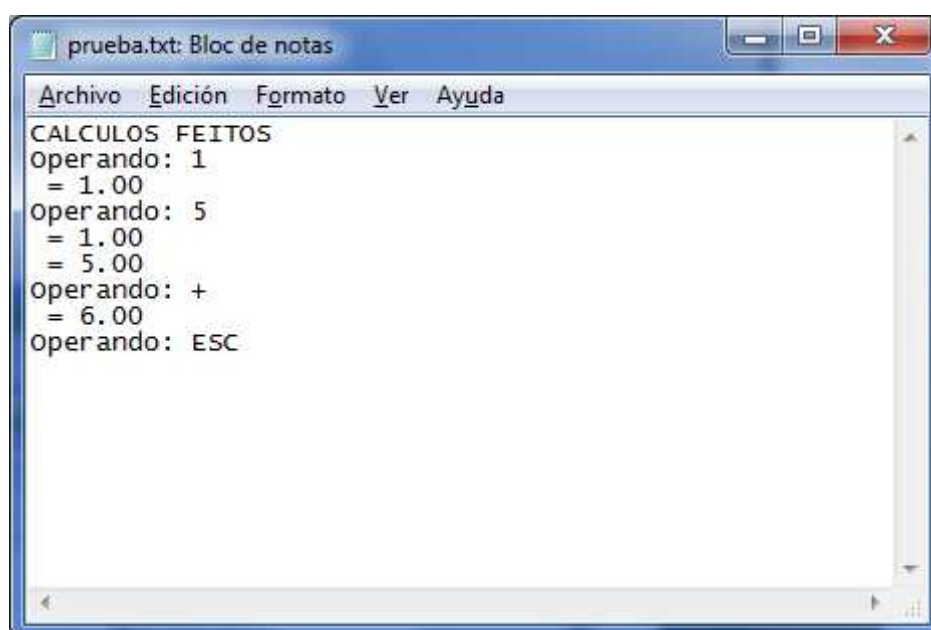 prueba.txt: Bloc de notas
Archivo Edición Formato Ver Ayuda
CALCULOS FEITOS
Operando: 1
= 1.00
Operando: 5
= 1.00
= 5.00
Operando: +
= 6.00
Operando: ESC